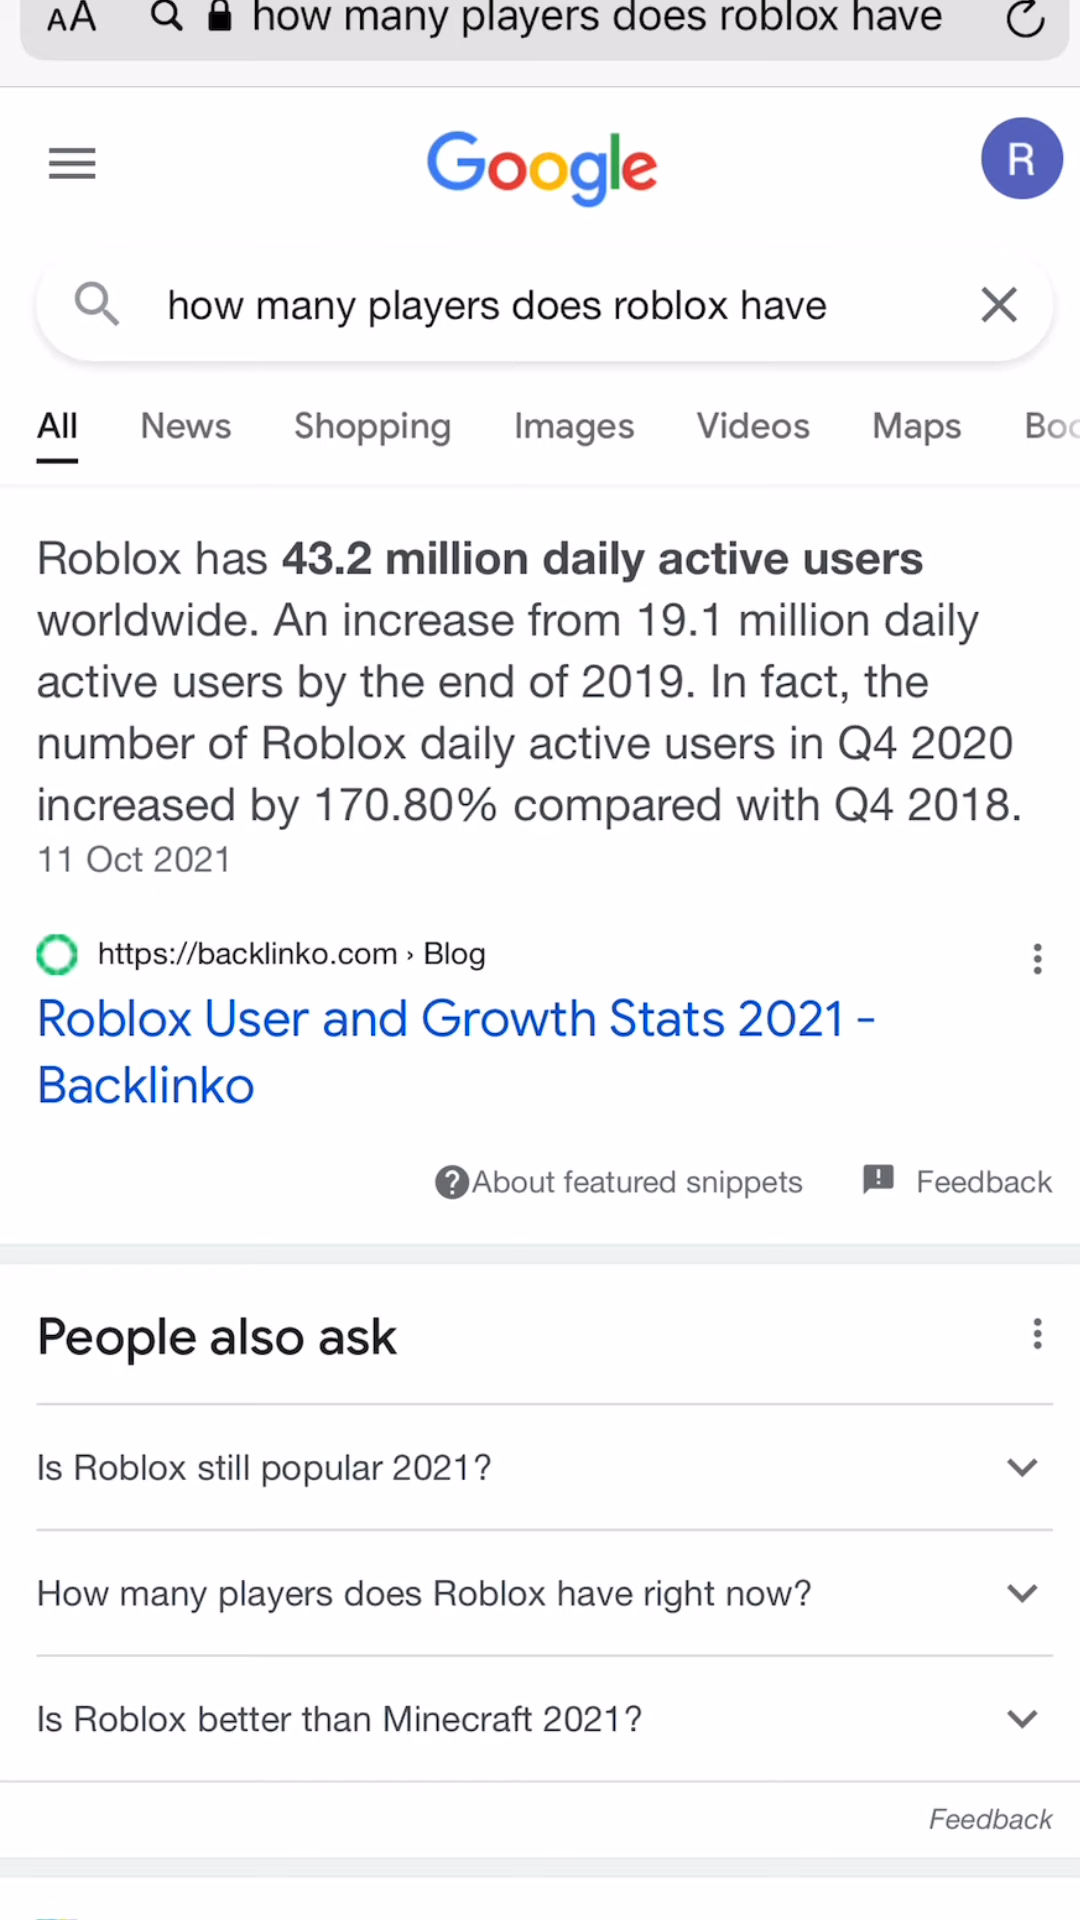 AA how many players does roblox have
Google
R
how many players does roblox have
All News Shopping Images Videos Maps Boo
Roblox has 43.2 million daily active users
worldwide. An increase from 19.1 million daily
active users by the end of 2019. In fact, the
number of Roblox daily active users in Q4 2020
increased by 170.80% compared with Q4 2018.
11 Oct 2021
https://backlinko.com › Blog
Roblox User and Growth Stats 2021 -
Backlinko
About featured snippets Feedback
People also ask
Is Roblox still popular 2021?
How many players does Roblox have right now?
Is Roblox better than Minecraft 2021?
Feedback